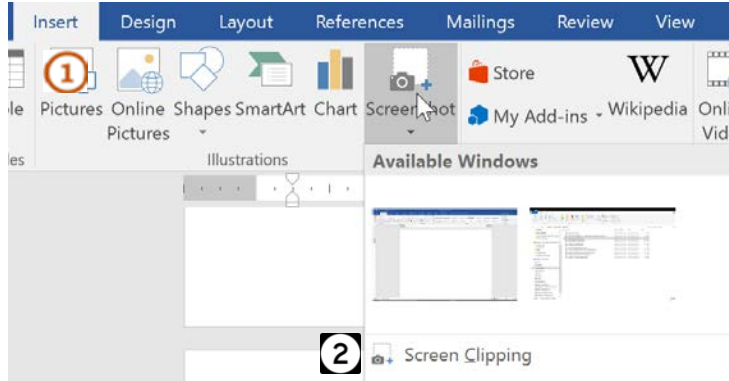 Insert Design Layout References Mailings Review View
1
le Pictures Online Shapes SmartArt Chart Screenshot Store W Wikipedia Onli
Pictures My Add-ins Vid
es Illustrations
Available Windows
2 Screen Clipping